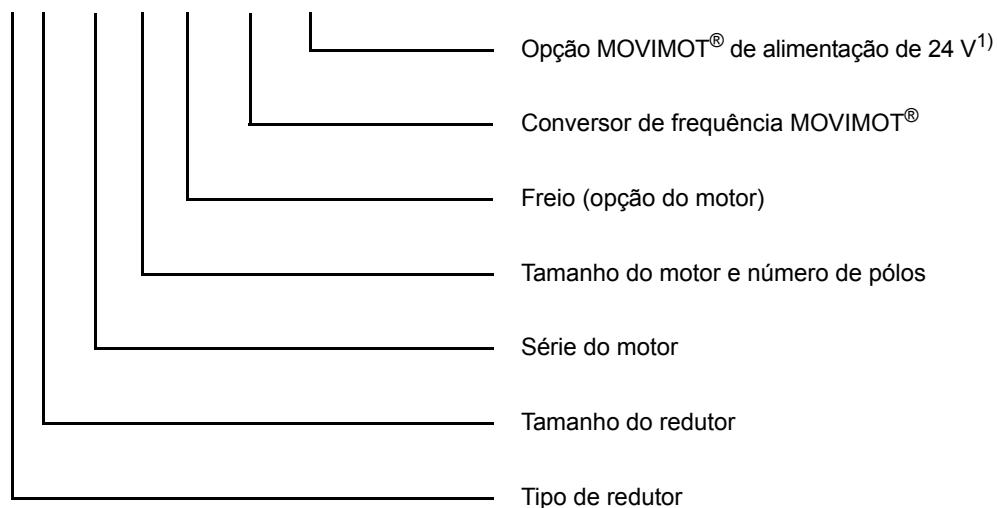 Opção MOVIMOT® de alimentação de 24 V1)
Conversor de frequência MOVIMOT®
Freio (opção do motor)
Tamanho do motor e número de pólos
Série do motor
Tamanho do redutor
Tipo de redutor